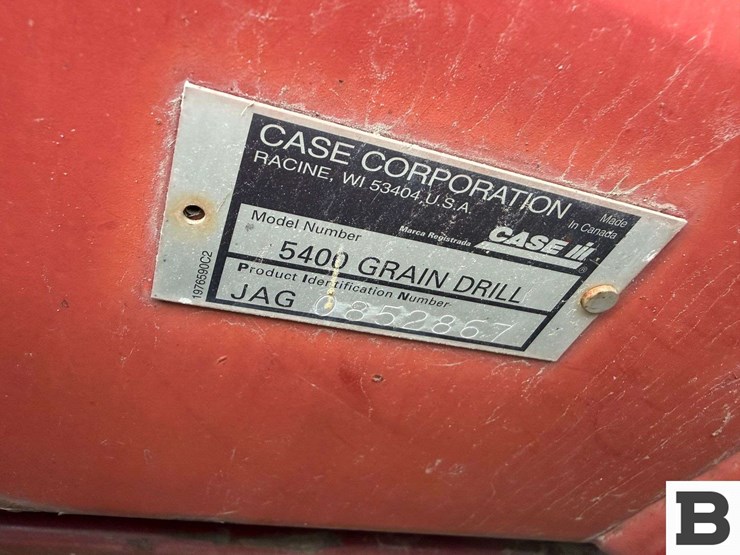 CASE CORPORATION
RACINE, WI 53404 U.S.A.
Made
In Canada
Marca Registrada
CASE IH
®
Model Number
5400 GRAIN DRILL
Product Identification Number
JAG 0852867
1976590C2
B